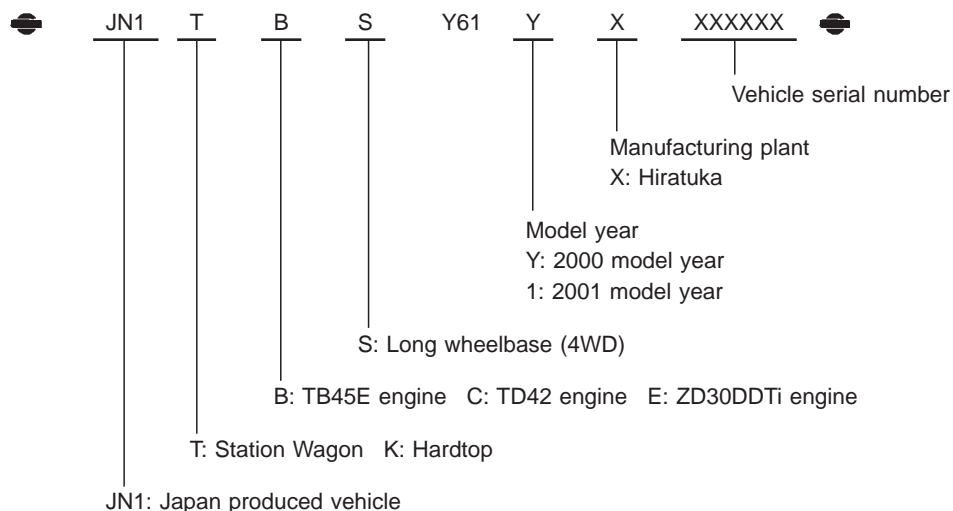 JN1 T B S Y61 Y X XXXXXX
Vehicle serial number
Manufacturing plant
X: Hiratuka
Model year
Y: 2000 model year
1: 2001 model year
S: Long wheelbase (4WD)
B: TB45E engine C: TD42 engine E: ZD30DDTi engine
T: Station Wagon K: Hardtop
JN1: Japan produced vehicle